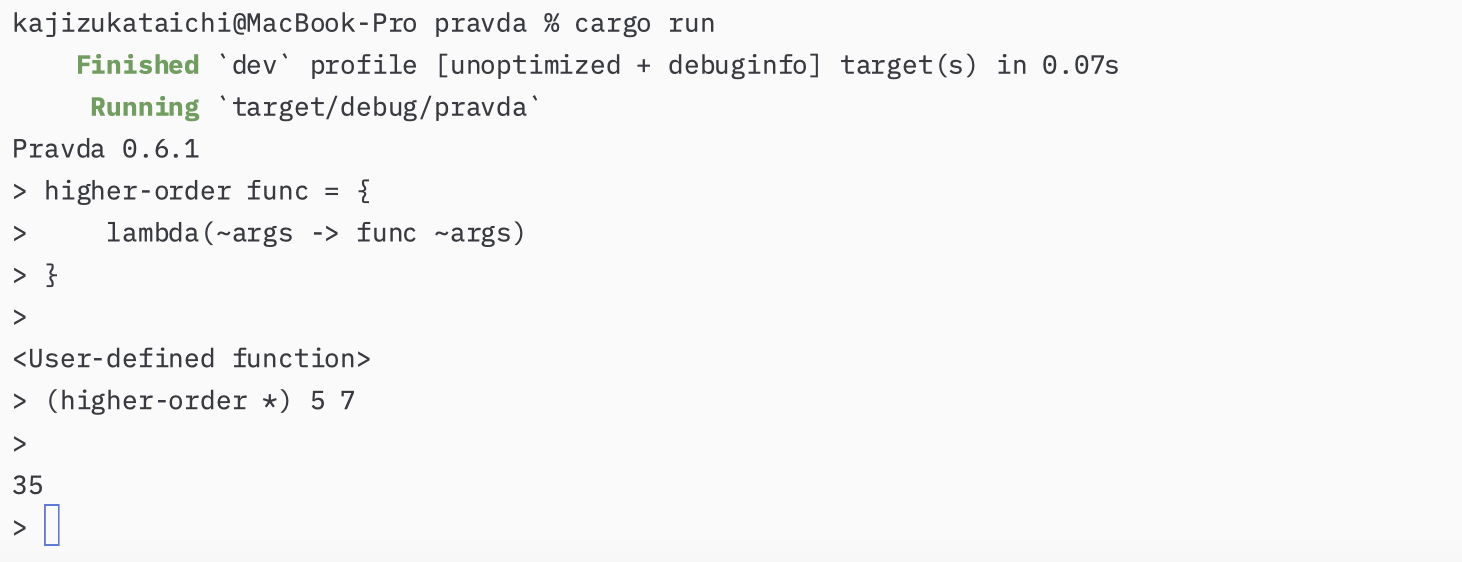 kajizukataichi@MacBook-Pro pravda % cargo run
    Finished `dev` profile [unoptimized + debuginfo] target(s) in 0.07s
     Running `target/debug/pravda`
Pravda 0.6.1
> higher-order func = {
>     lambda(~args -> func ~args)
> }
>
<User-defined function>
> (higher-order *) 5 7
>
35
>